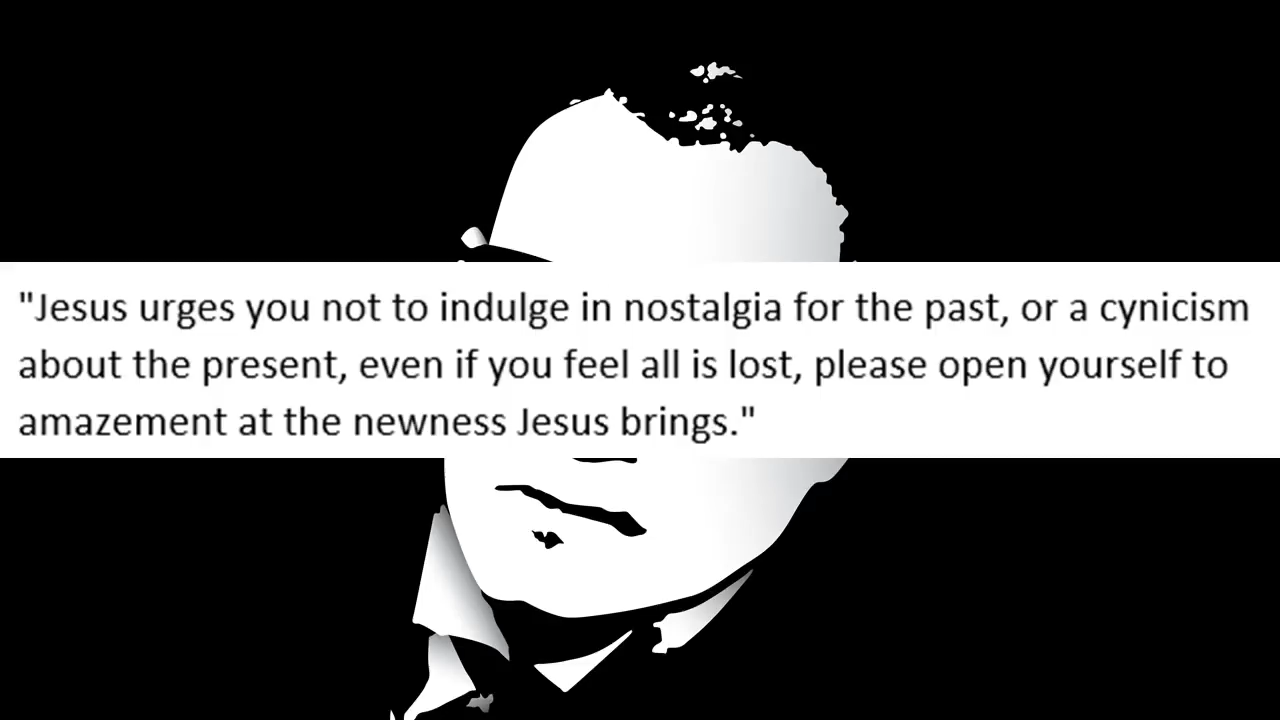 "Jesus urges you not to indulge in nostalgia for the past, or a cynicism
about the present, even if you feel all is lost, please open yourself to
amazement at the newness Jesus brings."